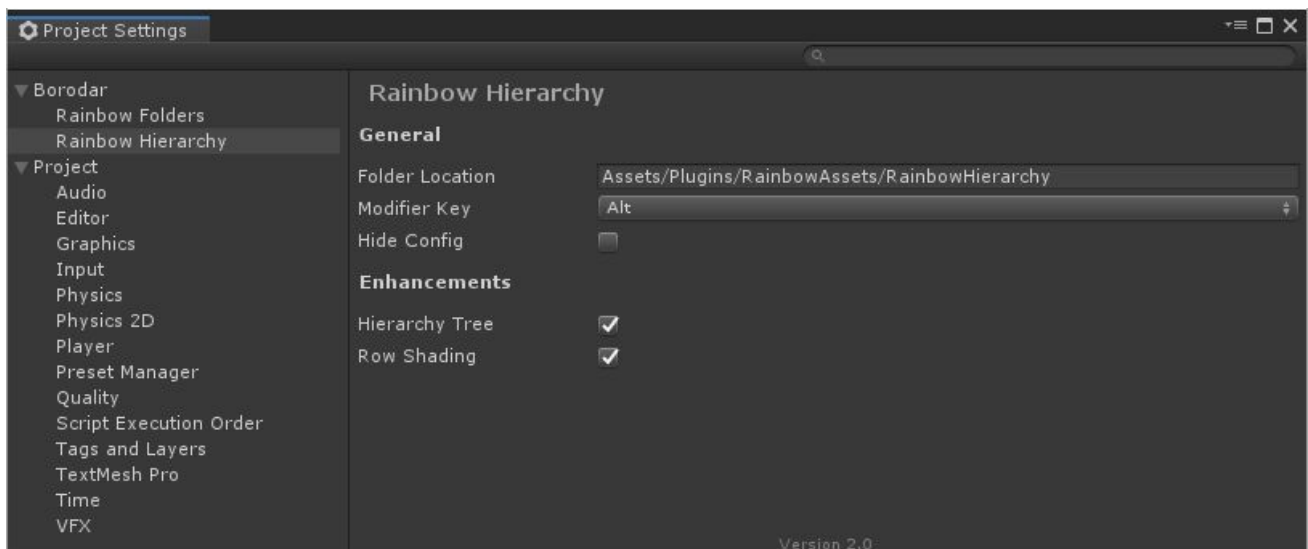 Project Settings
Borodar
Rainbow Folders
Rainbow Hierarchy
Project
Audio
Editor
Graphics
Input
Physics
Physics 2D
Player
Preset Manager
Quality
Script Execution Order
Tags and Layers
TextMesh Pro
Time
VFX
Rainbow Hierarchy
General
Folder Location Assets/Plugins/RainbowAssets/RainbowHierarchy
Modifier Key Alt
Hide Config
Enhancements
Hierarchy Tree
Row Shading
Version 2.0